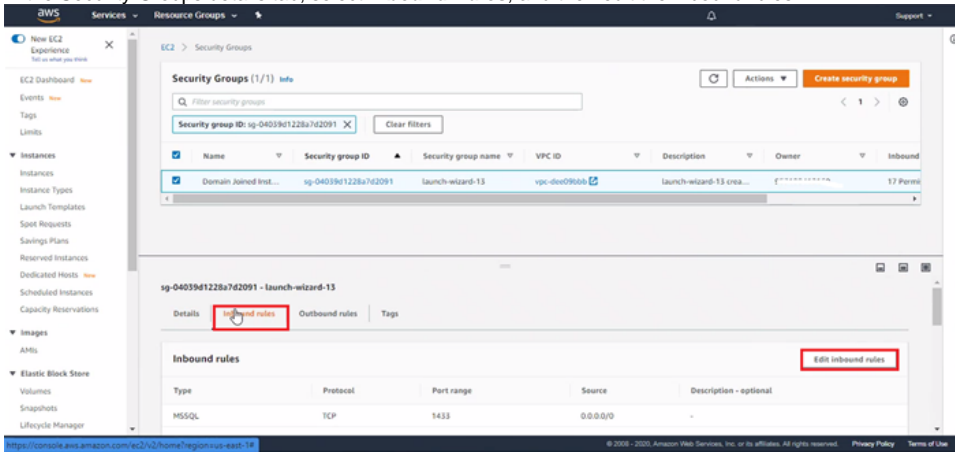 aws Services Resource Groups Support
New EC2 Experience
Tell us what you think
EC2 Dashboard New
Events New
Tags
Limits
Instances
Instances
Instance Types
Launch Templates
Spot Requests
Savings Plans
Reserved Instances
Dedicated Hosts New
Scheduled Instances
Capacity Reservations
Images
AMIs
Elastic Block Store
Volumes
Snapshots
Lifecycle Manager
EC2 > Security Groups
Security Groups (1/1) Info
Actions
Create security group
Filter security groups
< 1 >
Security group ID: sg-04039d1228a7d2091 X
Clear filters
Name Security group ID Security group name VPC ID Description Owner Inbound
Domain Joined Inst... sg-04039d1228a7d2091 launch-wizard-13 vpc-dee09bbb launch-wizard-13 crea... 17 Permi
sg-04039d1228a7d2091 - launch-wizard-13
Details Inbound rules Outbound rules Tags
Inbound rules
Edit inbound rules
Type Protocol Port range Source Description - optional
MSSQL TCP 1433 0.0.0.0/0 -
https://console.aws.amazon.com/ec2/v2/home?region=us-east-1#
© 2008 - 2020, Amazon Web Services, Inc. or its affiliates. All rights reserved. Privacy Policy Terms of Use